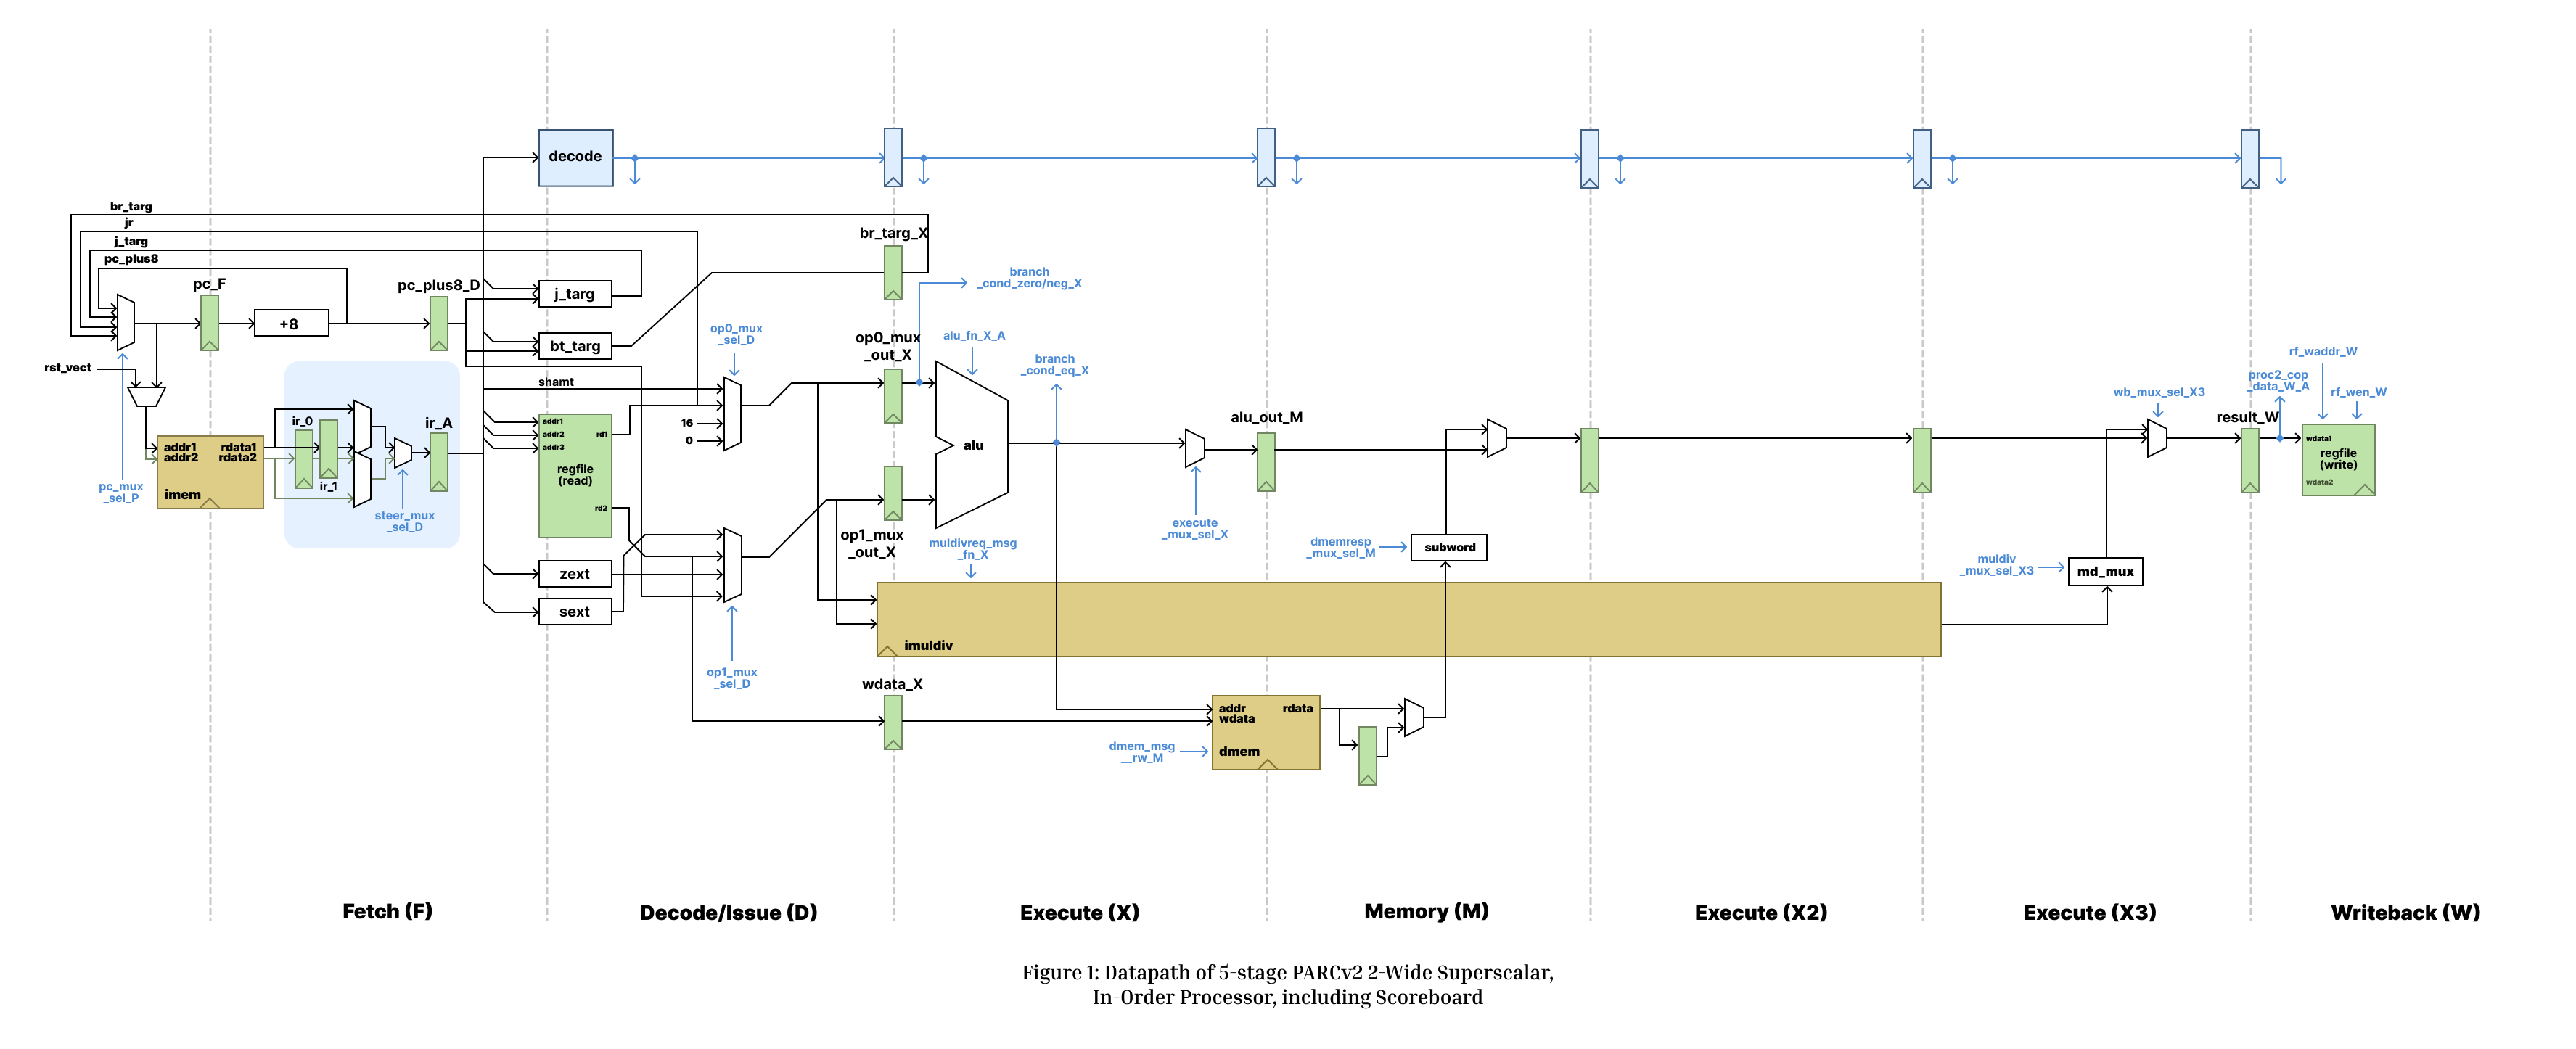 decode
br_targ
jr
j_targ
pc_plus8
pc_F
+8
pc_plus8_D
j_targ
bt_targ
br_targ_X
branch
_cond_zero/neg_X
rst_vect
pc_mux
_sel_P
addr1
addr2
rdata1
rdata2
imem
ir_0
ir_1
steer_mux
_sel_D
ir_A
shamt
addr1
addr2
addr3
rd1
regfile
(read)
rd2
zext
sext
op0_mux
_sel_D
16
0
op1_mux
_sel_D
op0_mux
_out_X
op1_mux
_out_X
alu_fn_X_A
alu
branch
_cond_eq_X
muldivreq_msg
_fn_X
imuldiv
wdata_X
execute
_mux_sel_X
alu_out_M
dmem_msg
__rw_M
addr
wdata
rdata
dmem
dmemresp
_mux_sel_M
subword
muldiv
_mux_sel_X3
md_mux
wb_mux_sel_X3
result_W
proc2_cop
_data_W_A
rf_waddr_W
rf_wen_W
wdata1
regfile
(write)
wdata2
Fetch (F)
Decode/Issue (D)
Execute (X)
Memory (M)
Execute (X2)
Execute (X3)
Writeback (W)
Figure 1: Datapath of 5-stage PARCv2 2-Wide Superscalar,
In-Order Processor, including Scoreboard